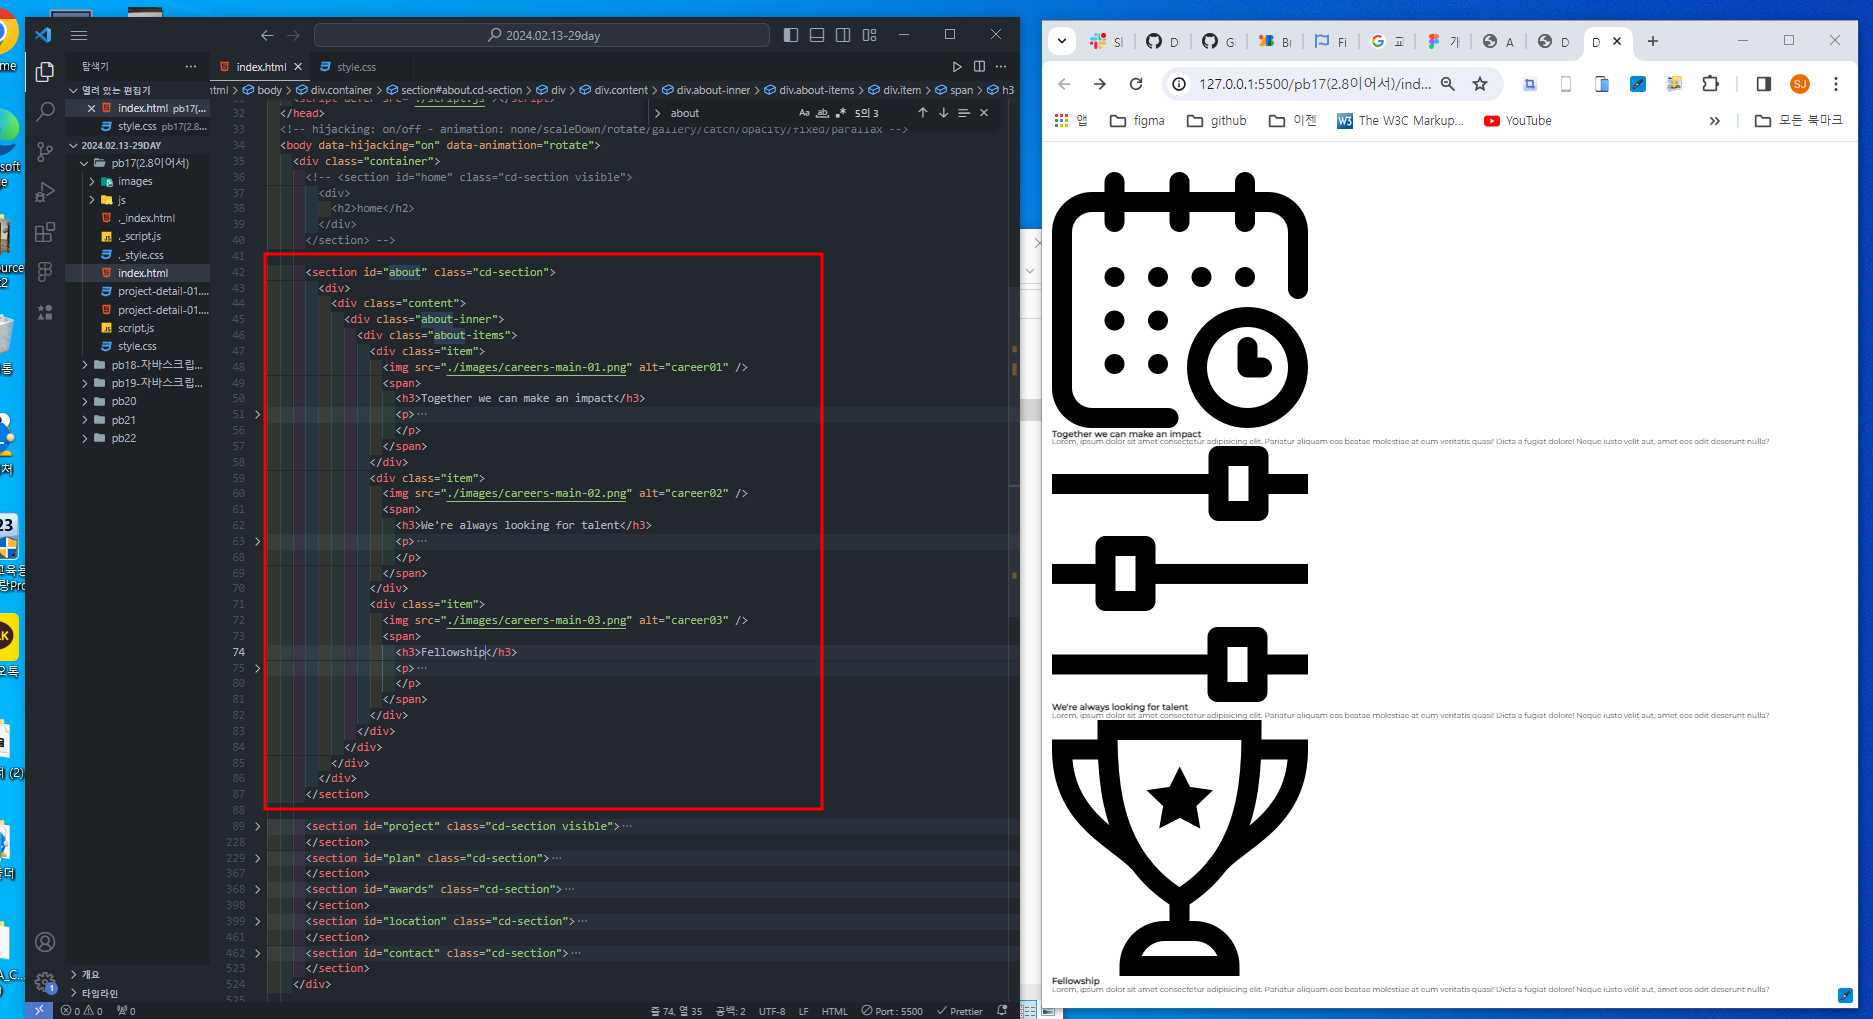 2024.02.13-29day
탐색기
index.html
style.css
열려 있는 편집기
index.html pb17(2....
style.css pb17(2.8...
2024.02.13-29DAY
pb17(2.8이어서)
images
js
._index.html
._script.js
._style.css
index.html
project-detail-01....
project-detail-01....
script.js
style.css
pb18-자바스크립...
pb19-자바스크립...
pb20
pb21
pb22
개요
타임라인
html > body > div.container > section#about.cd-section > div > div.content > div.about-inner > div.about-items > div.item > span > h3
about
Aa ab 5의 3
32 </head>
33 <!-- hijacking: on/off - animation: none/scaleDown/rotate/gallery/catch/opacity/fixed/parallax -->
34 <body data-hijacking="on" data-animation="rotate">
35 <div class="container">
36 <!-- <section id="home" class="cd-section visible">
37 <div>
38 <h2>home</h2>
39 </div>
40 </section> -->
41
42 <section id="about" class="cd-section">
43 <div>
44 <div class="content">
45 <div class="about-inner">
46 <div class="about-items">
47 <div class="item">
48 <img src="./images/careers-main-01.png" alt="career01" />
49 <span>
50 <h3>Together we can make an impact</h3>
51 <p>…
56 </p>
57 </span>
58 </div>
59 <div class="item">
60 <img src="./images/careers-main-02.png" alt="career02" />
61 <span>
62 <h3>We're always looking for talent</h3>
63 <p>…
68 </p>
69 </span>
70 </div>
71 <div class="item">
72 <img src="./images/careers-main-03.png" alt="career03" />
73 <span>
74 <h3>Fellowship</h3>
75 <p>…
80 </p>
81 </span>
82 </div>
83 </div>
84 </div>
85 </div>
86 </div>
87 </section>
88
89 <section id="project" class="cd-section visible">…
228 </section>
229 <section id="plan" class="cd-section">…
367 </section>
368 <section id="awards" class="cd-section">…
398 </section>
399 <section id="location" class="cd-section">…
461 </section>
462 <section id="contact" class="cd-section">…
523 </section>
524 </div>
525
0 0 0
줄 74, 열 35 공백: 2 UTF-8 LF HTML Port : 5500 Prettier
127.0.0.1:5500/pb17(2.8이어서)/ind...
SJ
앱 figma github 이젠 The W3C Markup... YouTube » 모든 북마크
Together we can make an impact
Lorem, ipsum dolor sit amet consectetur adipisicing elit. Pariatur aliquam eos beatae molestiae at eum veritatis quasi! Dicta a fugiat dolore! Neque iusto velit aut, amet eos odit deserunt nulla?
We're always looking for talent
Lorem, ipsum dolor sit amet consectetur adipisicing elit. Pariatur aliquam eos beatae molestiae at eum veritatis quasi! Dicta a fugiat dolore! Neque iusto velit aut, amet eos odit deserunt nulla?
Fellowship
Lorem, ipsum dolor sit amet consectetur adipisicing elit. Pariatur aliquam eos beatae molestiae at eum veritatis quasi! Dicta a fugiat dolore! Neque iusto velit aut, amet eos odit deserunt nulla?